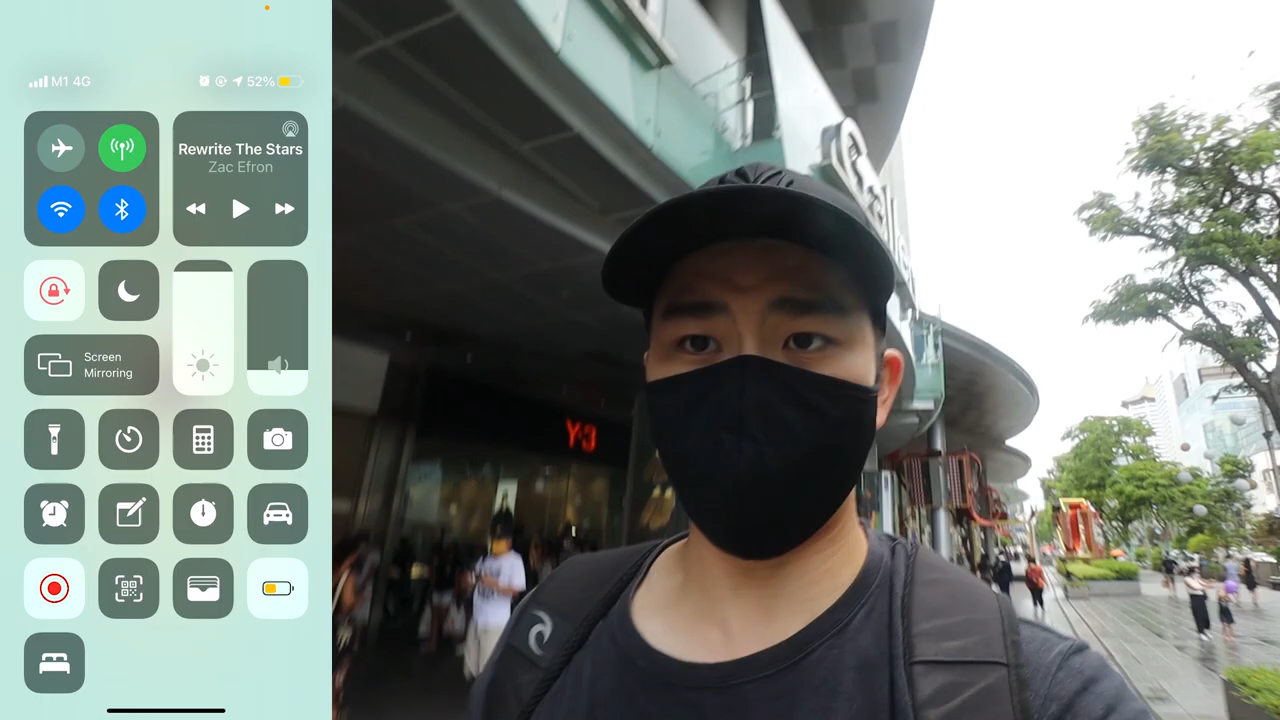 M1 4G
52%
Rewrite The Stars
Zac Efron
Screen
Mirroring
Y-3